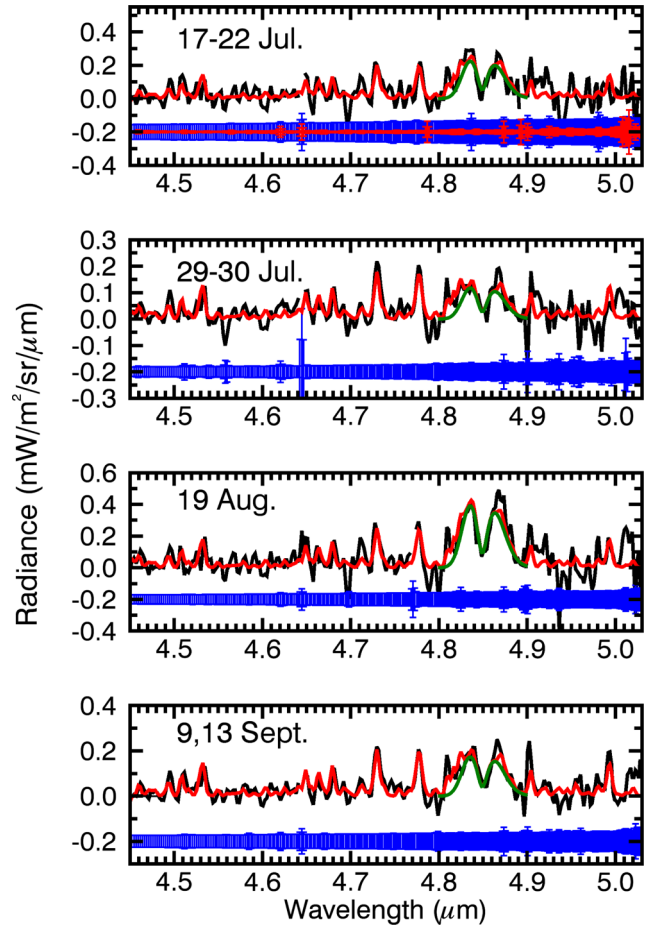 17-22 Jul.
0.4
0.2
0.0
-0.2
-0.4
4.5 4.6 4.7 4.8 4.9 5.0
29-30 Jul.
0.3
0.2
0.1
0.0
-0.1
-0.2
-0.3
4.5 4.6 4.7 4.8 4.9 5.0
19 Aug.
0.6
0.4
0.2
0.0
-0.2
-0.4
4.5 4.6 4.7 4.8 4.9 5.0
9,13 Sept.
0.4
0.2
0.0
-0.2
4.5 4.6 4.7 4.8 4.9 5.0
Wavelength (μm)
Radiance (mW/m²/sr/μm)